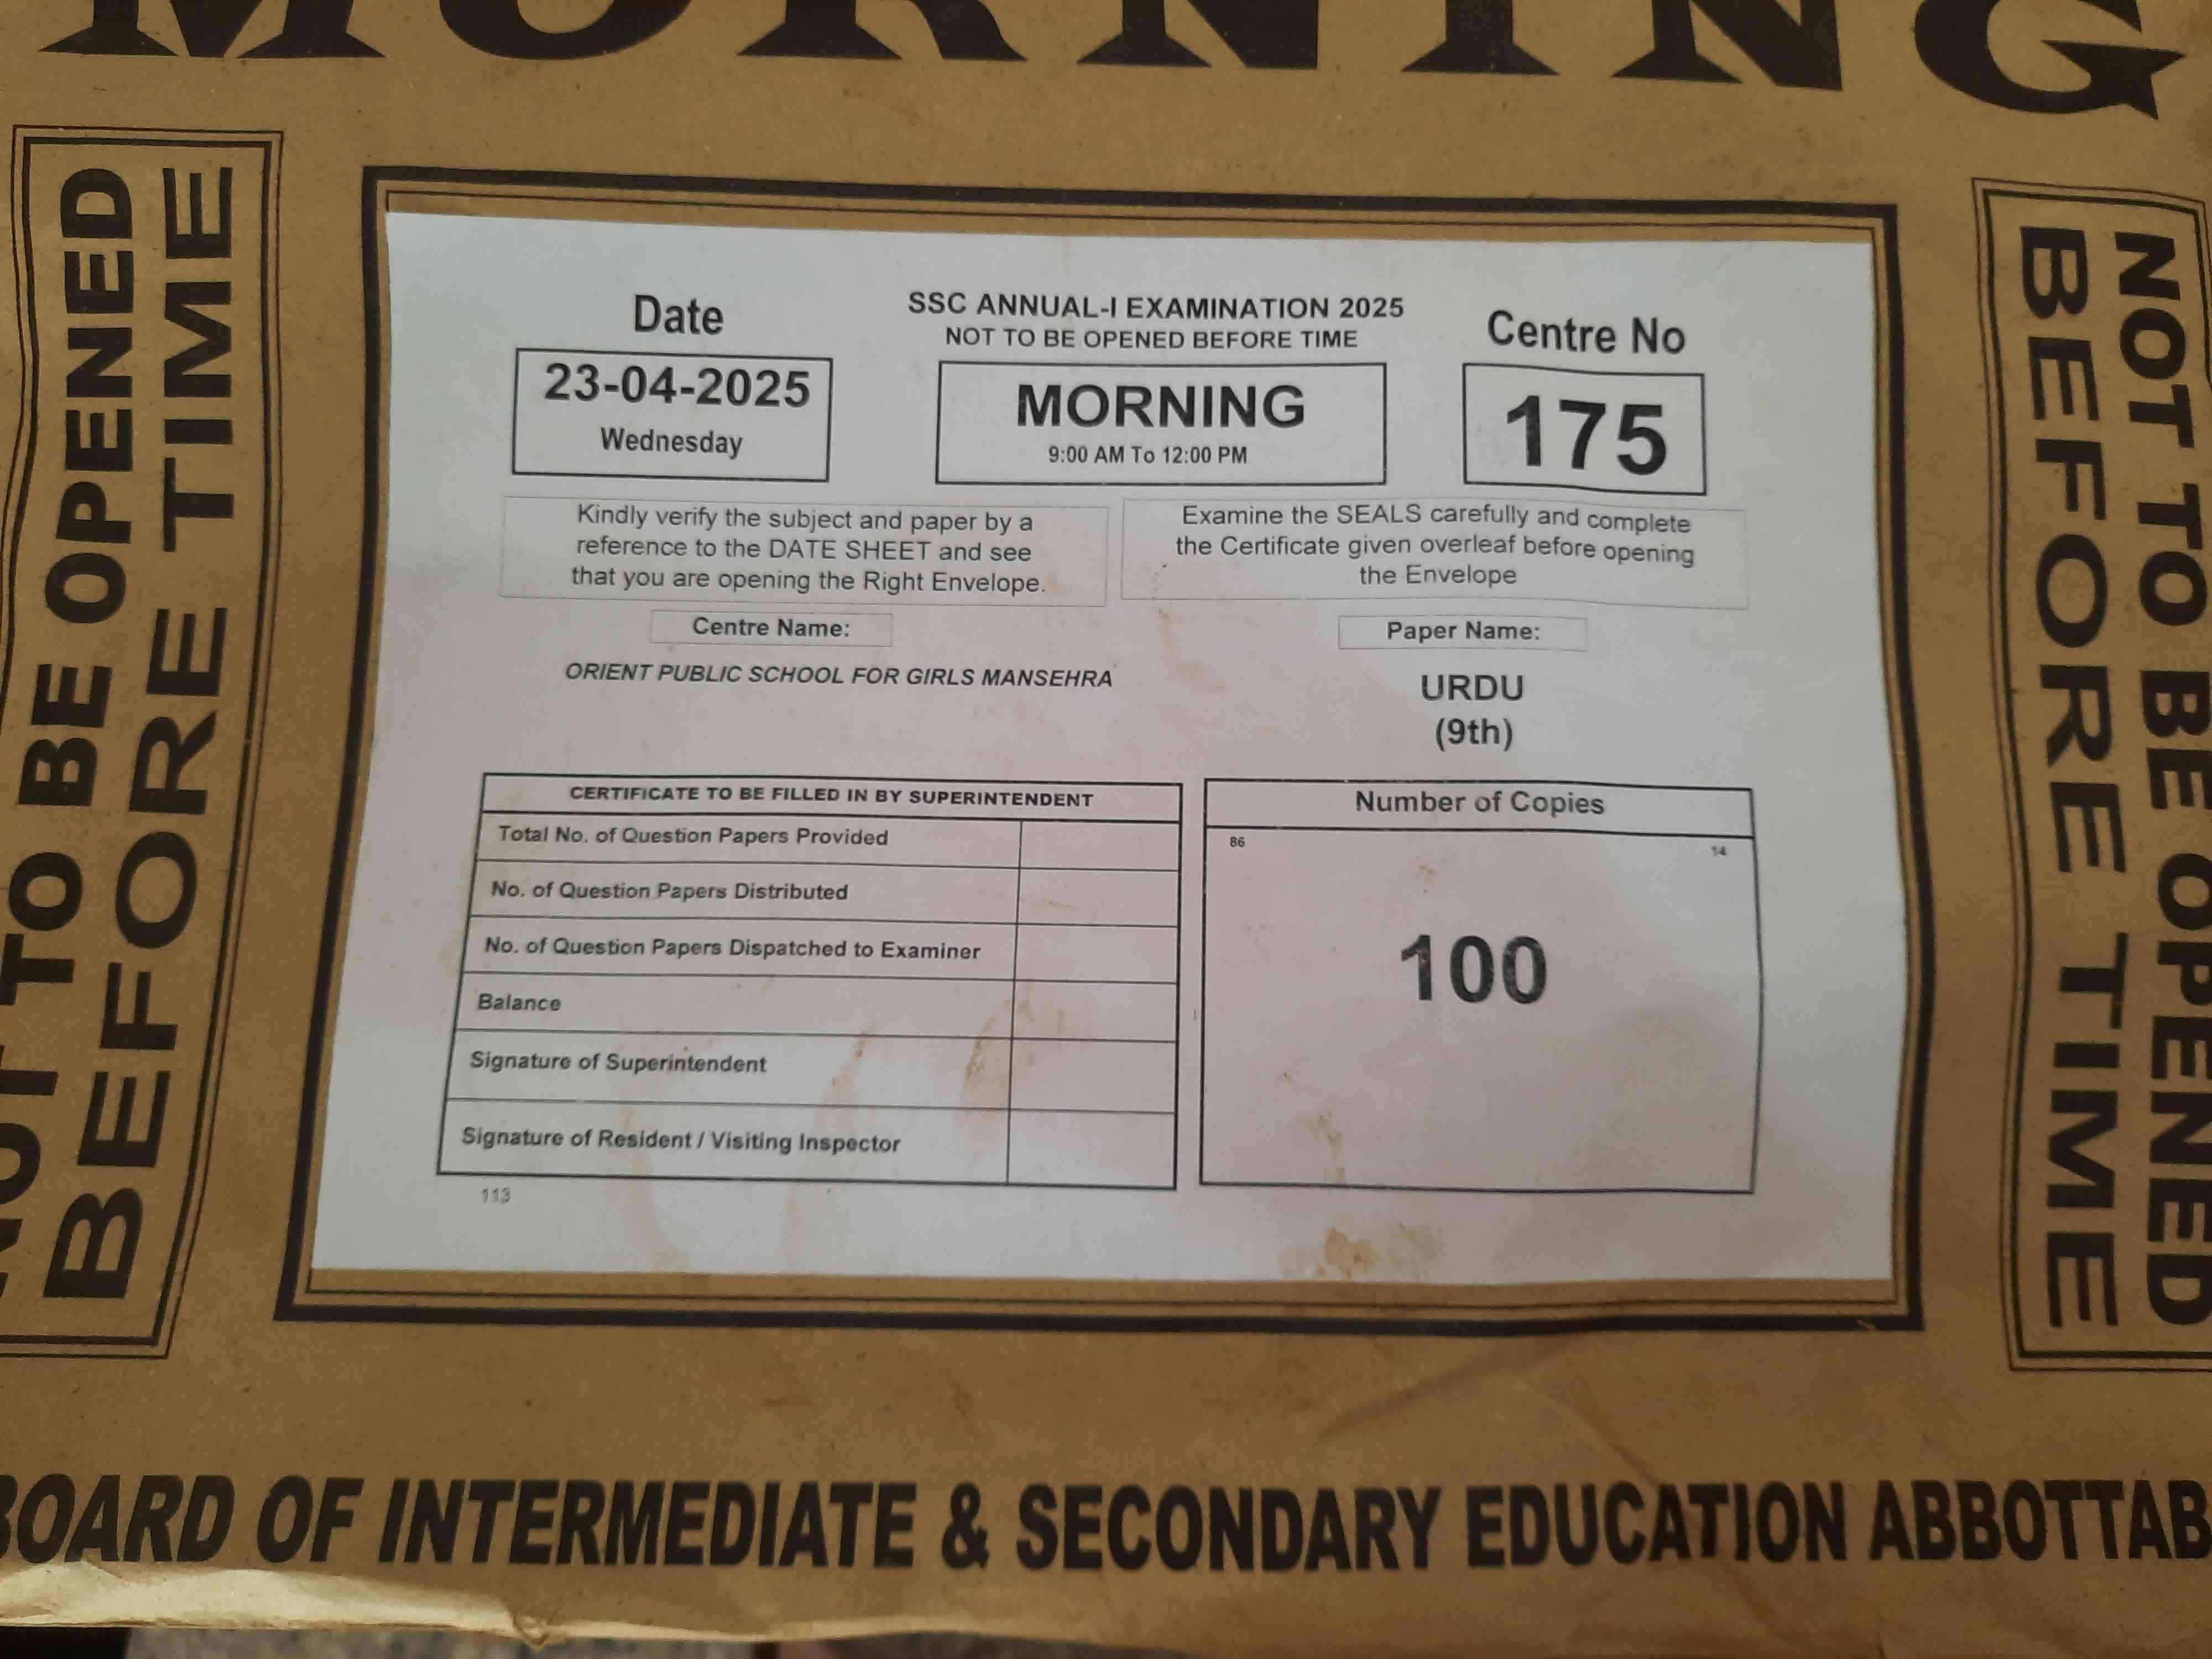 MORNING
NOT TO BE OPENED
BEFORE TIME
Date
23-04-2025
Wednesday
SSC ANNUAL-I EXAMINATION 2025
NOT TO BE OPENED BEFORE TIME
MORNING
9:00 AM To 12:00 PM
Centre No
175
Kindly verify the subject and paper by a
reference to the DATE SHEET and see
that you are opening the Right Envelope.
Examine the SEALS carefully and complete
the Certificate given overleaf before opening
the Envelope
Centre Name:
ORIENT PUBLIC SCHOOL FOR GIRLS MANSEHRA
Paper Name:
URDU
(9th)
CERTIFICATE TO BE FILLED IN BY SUPERINTENDENT
Total No. of Question Papers Provided
No. of Question Papers Distributed
No. of Question Papers Dispatched to Examiner
Balance
Signature of Superintendent
Signature of Resident / Visiting Inspector
113
Number of Copies
86
14
100
NOT TO BE OPENED
BEFORE TIME
BOARD OF INTERMEDIATE & SECONDARY EDUCATION ABBOTTAB